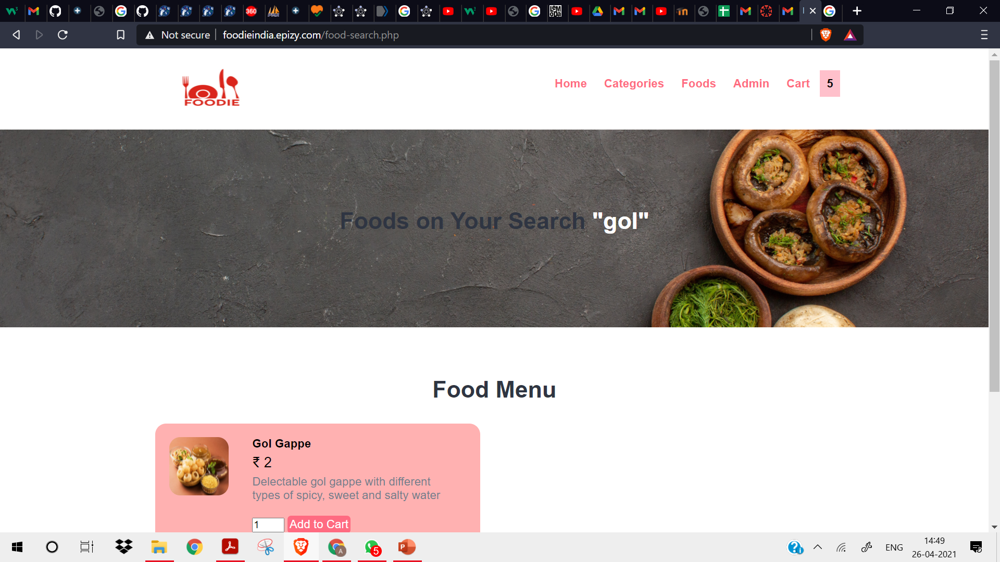 Not secure
foodieindia.epizy.com/food-search.php
FOODIE
Home Categories Foods Admin Cart 5
Foods on Your Search "gol"
Food Menu
Gol Gappe
₹ 2
Delectable gol gappe with different
types of spicy, sweet and salty water
1 Add to Cart
5
ENG
14:49
26-04-2021